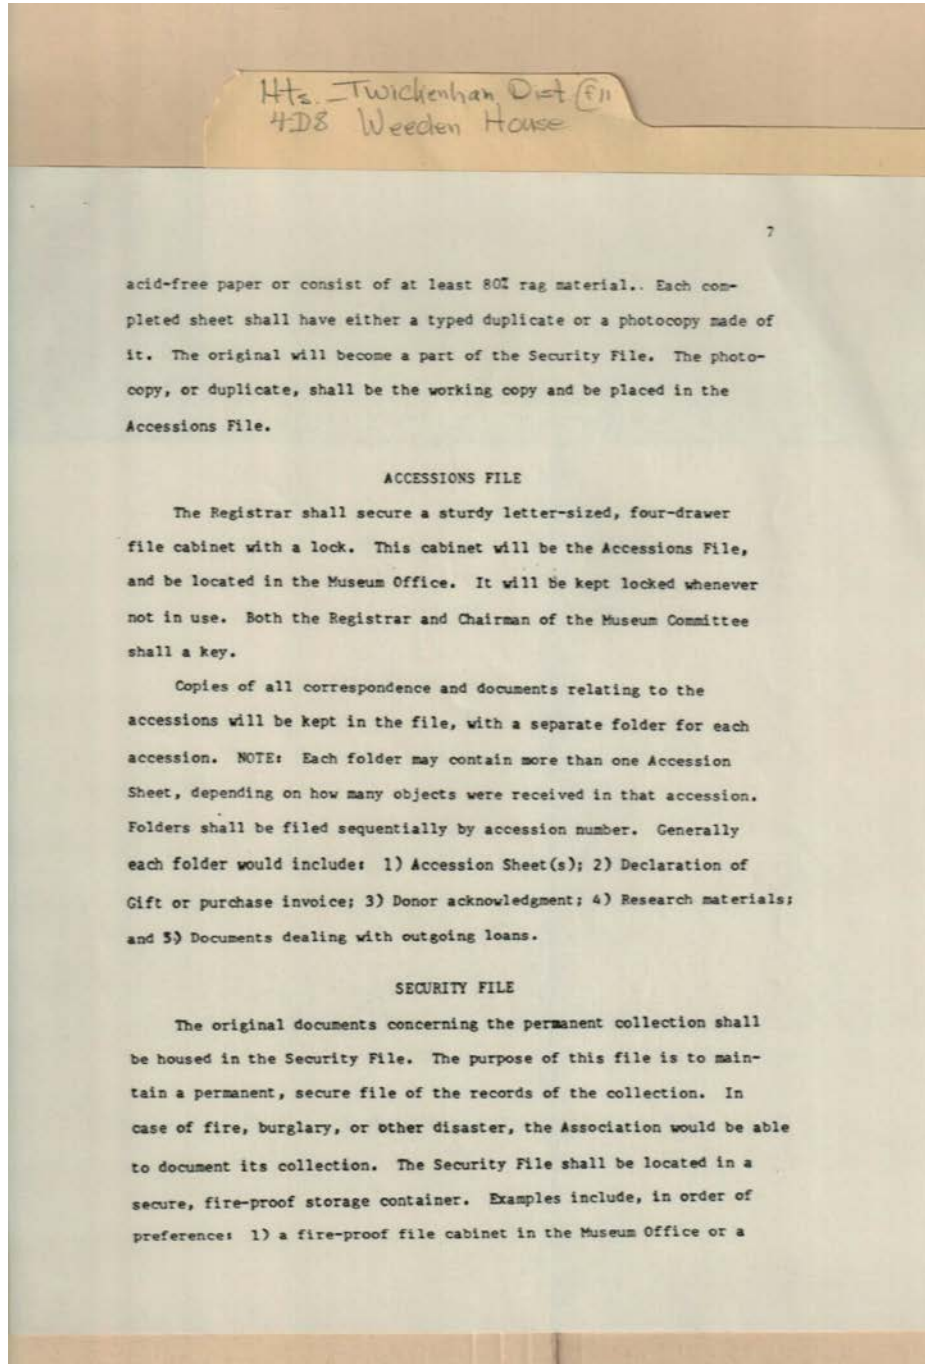 Hts. - Twickenham Dist (f11
4D8 Weeden House
7
acid-free paper or consist of at least 80% rag material.. Each com-
pleted sheet shall have either a typed duplicate or a photocopy made of
it. The original will become a part of the Security File. The photo-
copy, or duplicate, shall be the working copy and be placed in the
Accessions File.
ACCESSIONS FILE
The Registrar shall secure a sturdy letter-sized, four-drawer
file cabinet with a lock. This cabinet will be the Accessions File,
and be located in the Museum Office. It will be kept locked whenever
not in use. Both the Registrar and Chairman of the Museum Committee
shall a key.
Copies of all correspondence and documents relating to the
accessions will be kept in the file, with a separate folder for each
accession. NOTE: Each folder may contain more than one Accession
Sheet, depending on how many objects were received in that accession.
Folders shall be filed sequentially by accession number. Generally
each folder would include: 1) Accession Sheet(s); 2) Declaration of
Gift or purchase invoice; 3) Donor acknowledgment; 4) Research materials;
and 5) Documents dealing with outgoing loans.
SECURITY FILE
The original documents concerning the permanent collection shall
be housed in the Security File. The purpose of this file is to main-
tain a permanent, secure file of the records of the collection. In
case of fire, burglary, or other disaster, the Association would be able
to document its collection. The Security File shall be located in a
secure, fire-proof storage container. Examples include, in order of
preference: 1) a fire-proof file cabinet in the Museum Office or a